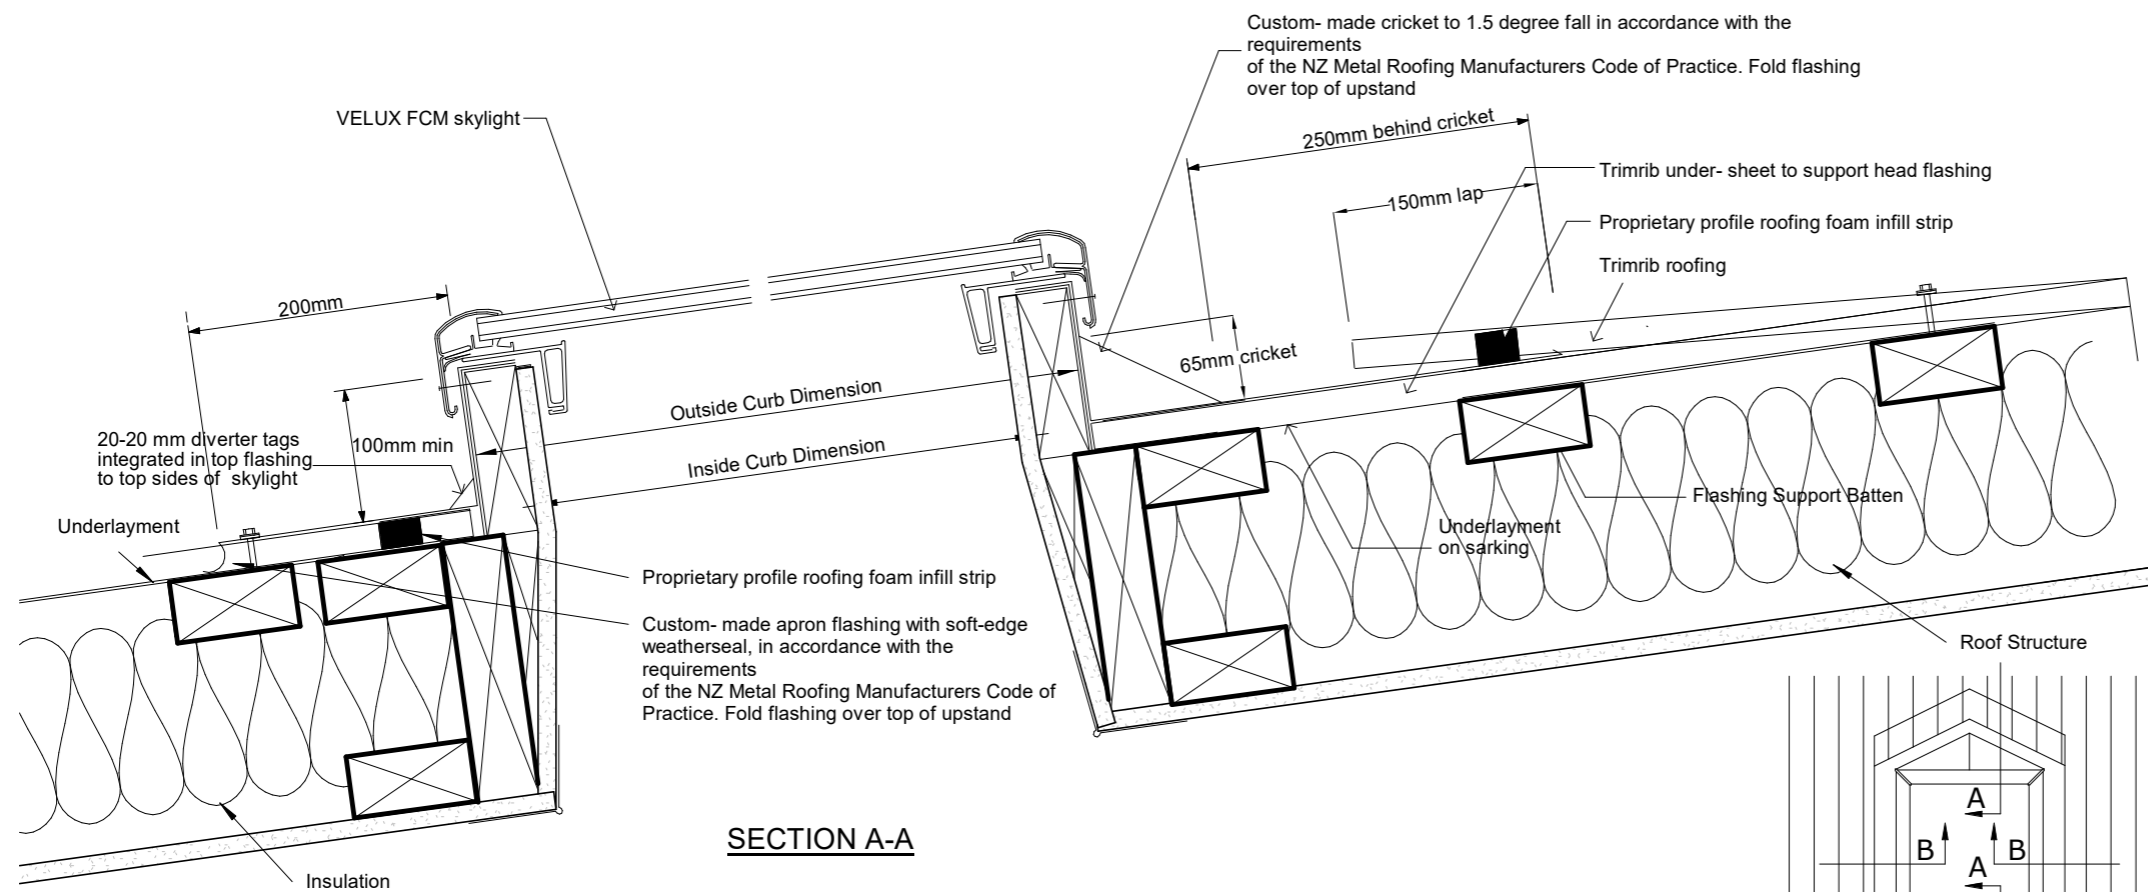 Custom- made cricket to 1.5 degree fall in accordance with the
requirements
of the NZ Metal Roofing Manufacturers Code of Practice. Fold flashing
over top of upstand
VELUX FCM skylight
250mm behind cricket
Trimrib under- sheet to support head flashing
150mm lap
Proprietary profile roofing foam infill strip
Trimrib roofing
200mm
65mm cricket
Outside Curb Dimension
20-20 mm diverter tags
integrated in top flashing
to top sides of skylight
100mm min
Inside Curb Dimension
Underlayment
Flashing Support Batten
Underlayment
on sarking
Proprietary profile roofing foam infill strip
Custom- made apron flashing with soft-edge
weatherseal, in accordance with the
requirements
of the NZ Metal Roofing Manufacturers Code of
Practice. Fold flashing over top of upstand
Roof Structure
SECTION A-A
Insulation
A
B
B
A